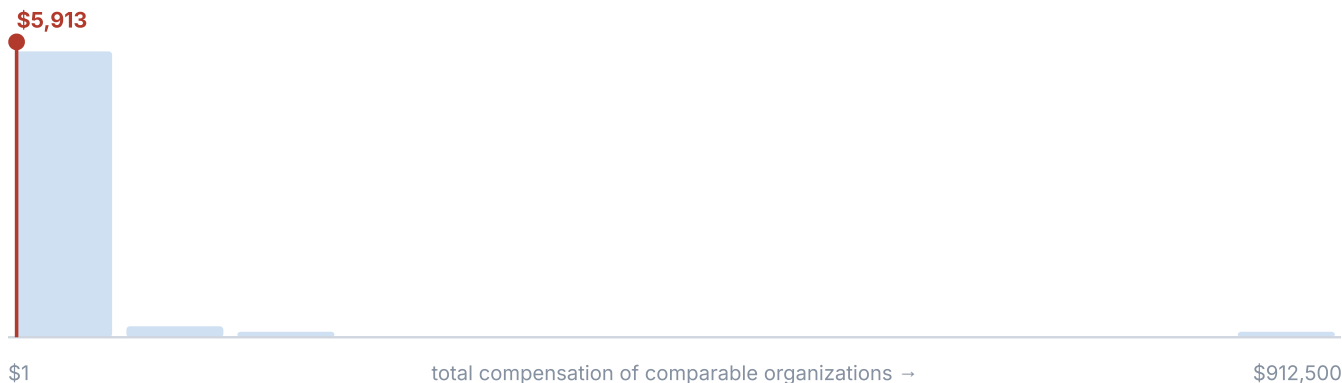 $5,913
$1 total compensation of comparable organizations → $912,500